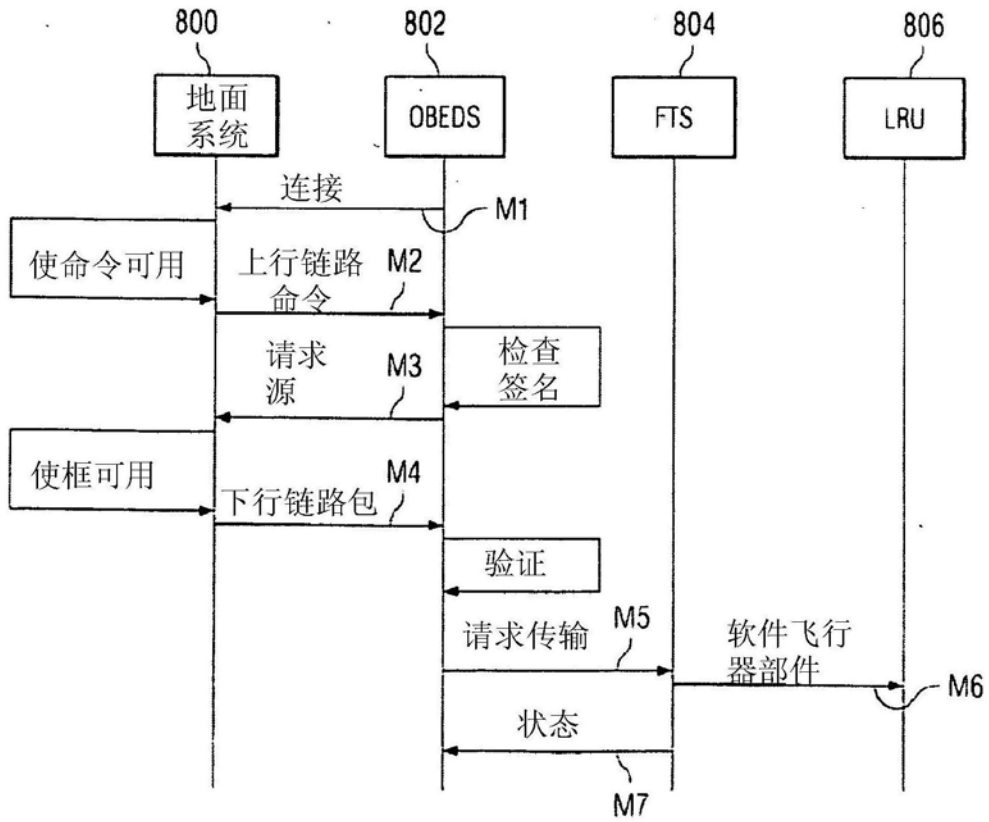 800
802
804
806
地面
系统
OBEDS
FTS
LRU
连接
M1
使命令可用
上行链路
命令
M2
检查
签名
请求
源
M3
使框可用
下行链路包
M4
验证
请求传输
M5
软件飞行
器部件
M6
状态
M7